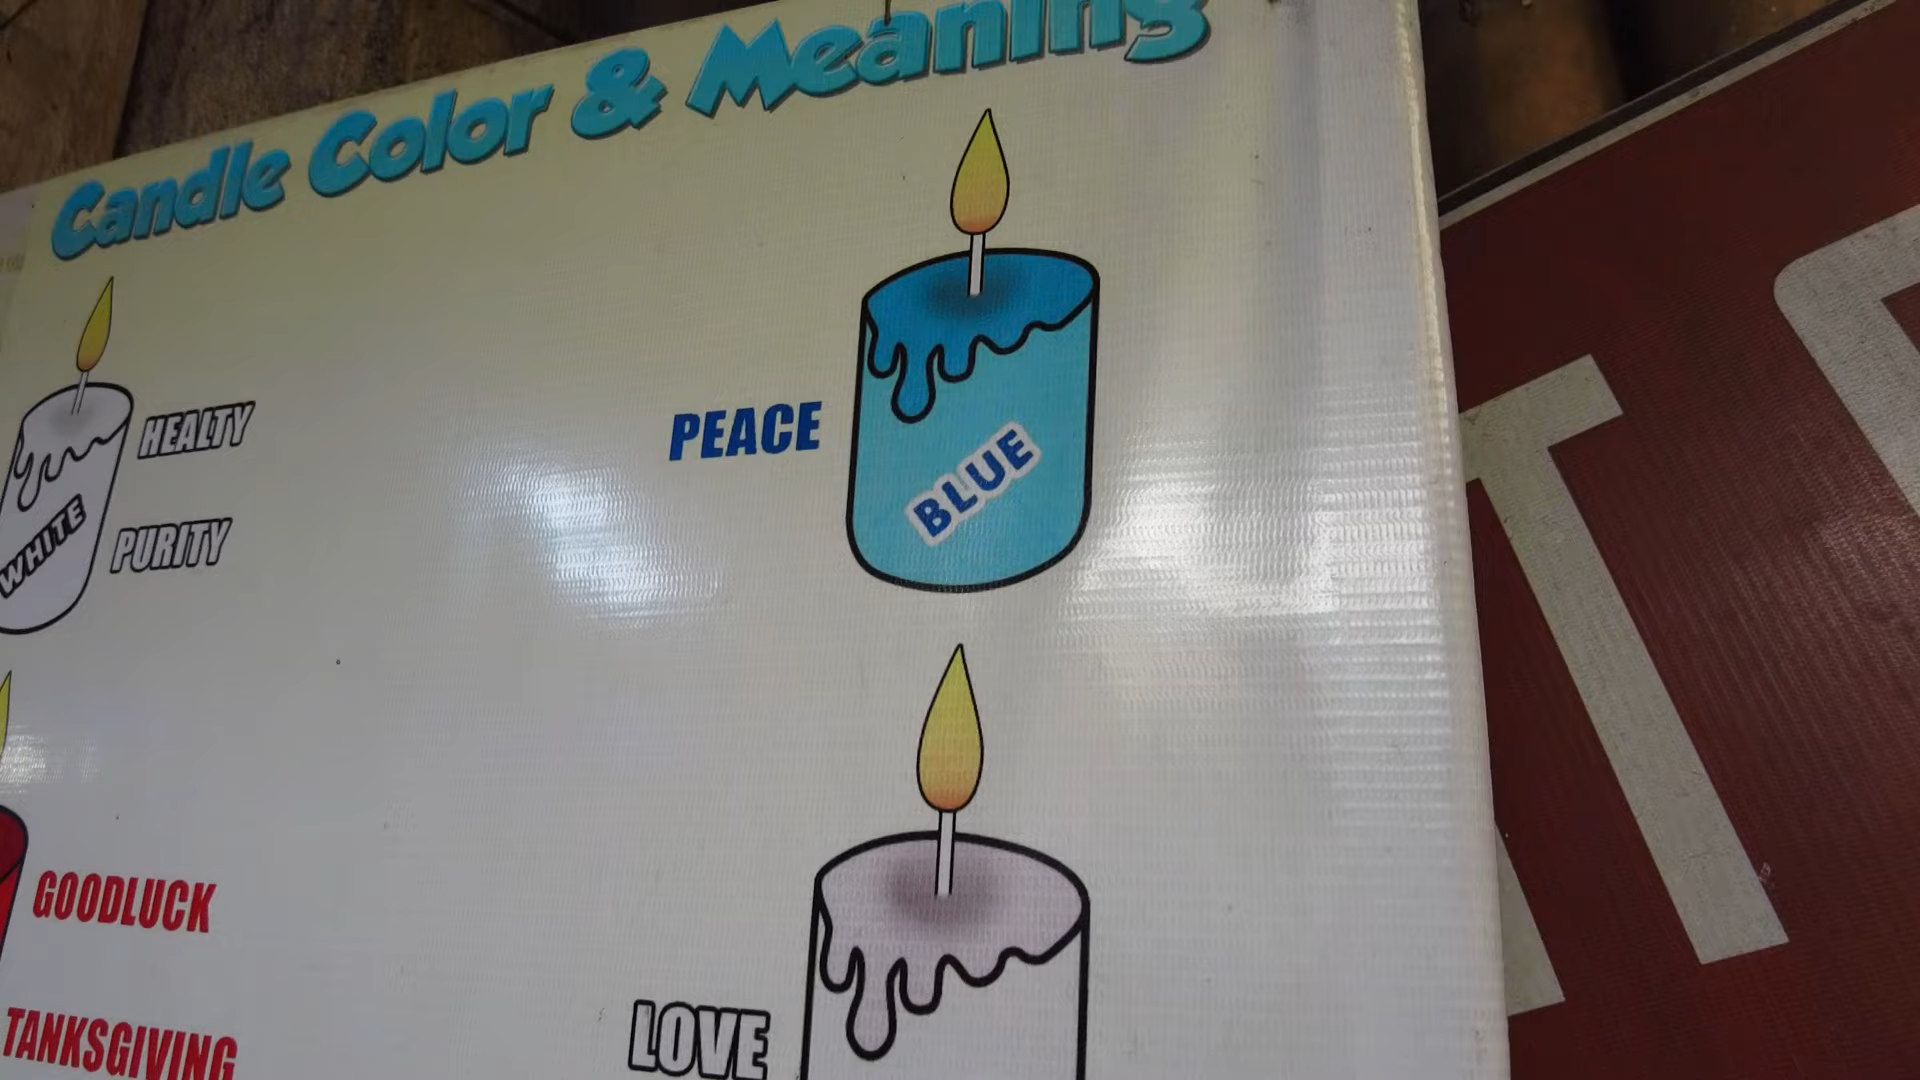 Candle Color & Meaning
HEALTY
PURITY
WHITE
PEACE
BLUE
GOODLUCK
TANKSGIVING
LOVE